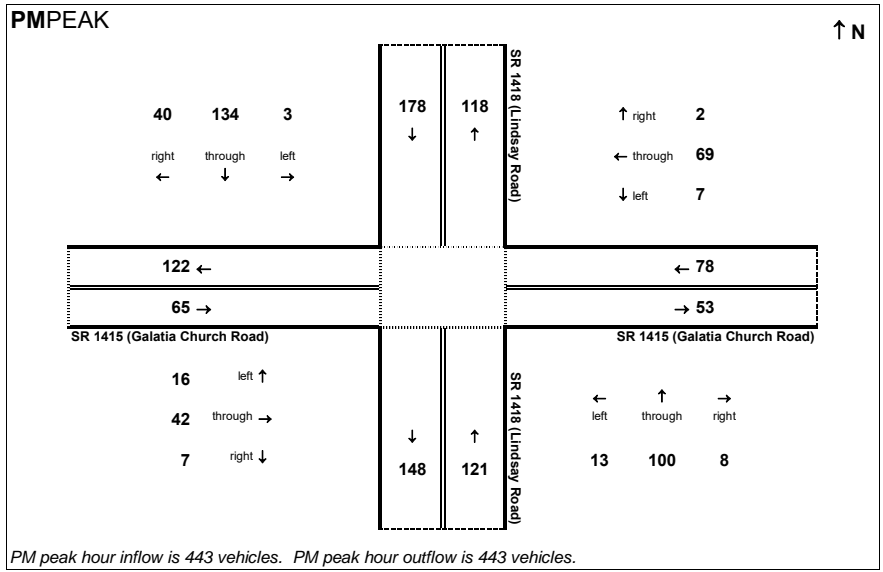 PMPEAK
↑ N
40 134 3
right through left
← ↓ →
178 118
↓ ↑
SR 1418 (Lindsay Road)
↑ right 2
← through 69
↓ left 7
122 ←
← 78
65 →
→ 53
SR 1415 (Galatia Church Road)
SR 1415 (Galatia Church Road)
16 left ↑
42 through →
7 right ↓
↓ ↑
148 121
SR 1418 (Lindsay Road)
← ↑ →
left through right
13 100 8
PM peak hour inflow is 443 vehicles. PM peak hour outflow is 443 vehicles.